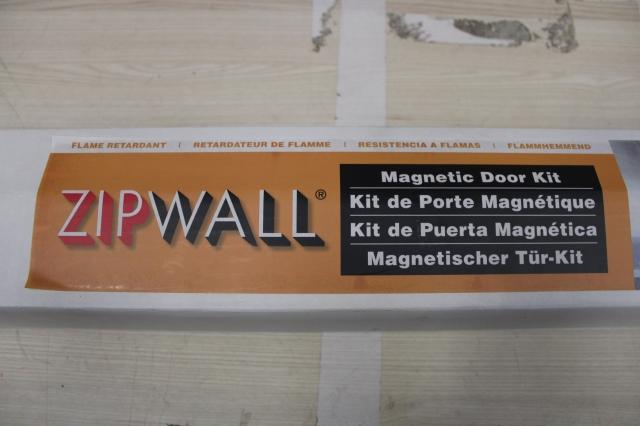 FLAME RETARDANT | RETARDATEUR DE FLAMME | RESISTENCIA A FLAMAS | FLAMMHEMMEND
ZIPWALL®
Magnetic Door Kit
Kit de Porte Magnétique
Kit de Puerta Magnética
Magnetischer Tür-Kit